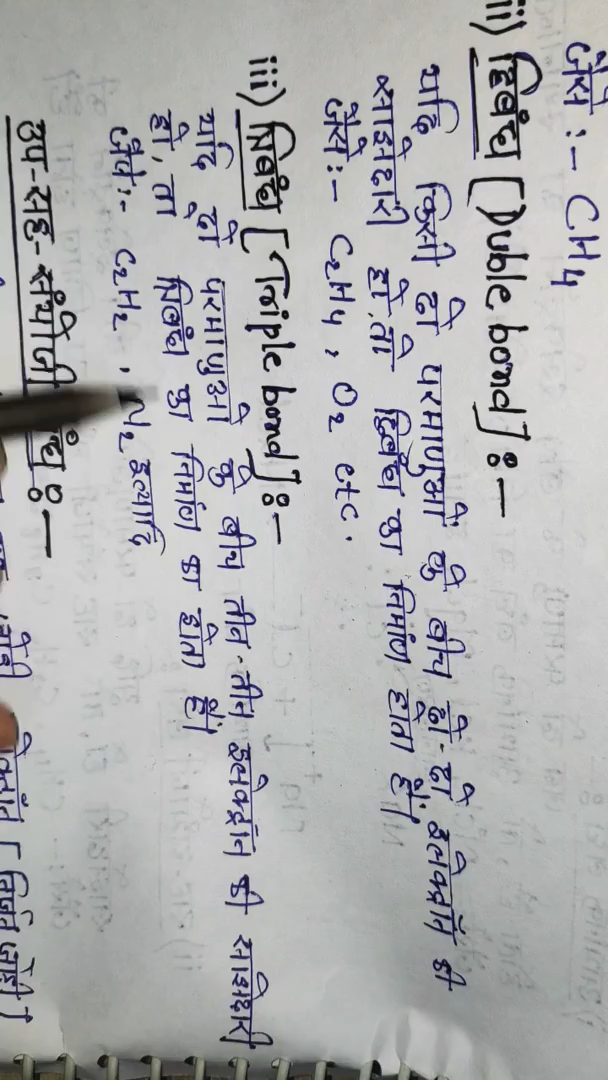 जैसे :- CH4
ii) द्विबंध [Duble bond] :-
यदि किसी दो परमाणुओं के बीच दो-दो इलेक्ट्रॉन की
साझेदारी हो, तो द्विबंध का निर्माण होता है।
जैसे :- C2H4, O2 etc.
iii) त्रिबंध [Triple bond] :-
यदि दो परमाणुओं के बीच तीन-तीन इलेक्ट्रॉन की साझेदारी
हो, तो त्रिबंध का निर्माण का होता है।
जैसे :- C2H2, N2 इत्यादि
उप-सह-संयोजी :-